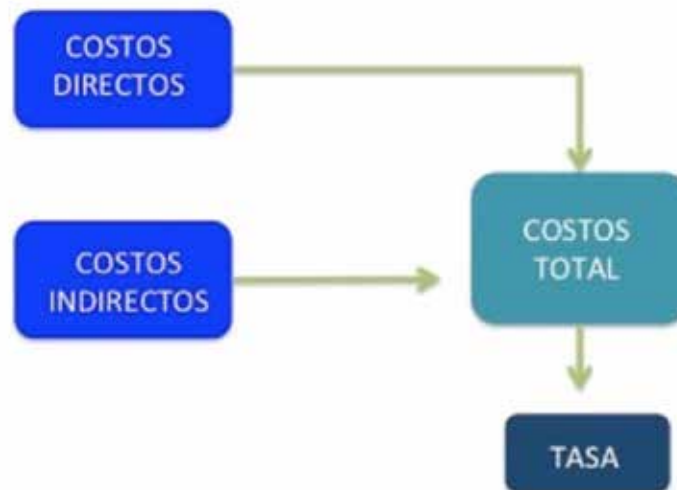 COSTOS
DIRECTOS
COSTOS
INDIRECTOS
COSTOS
TOTAL
TASA